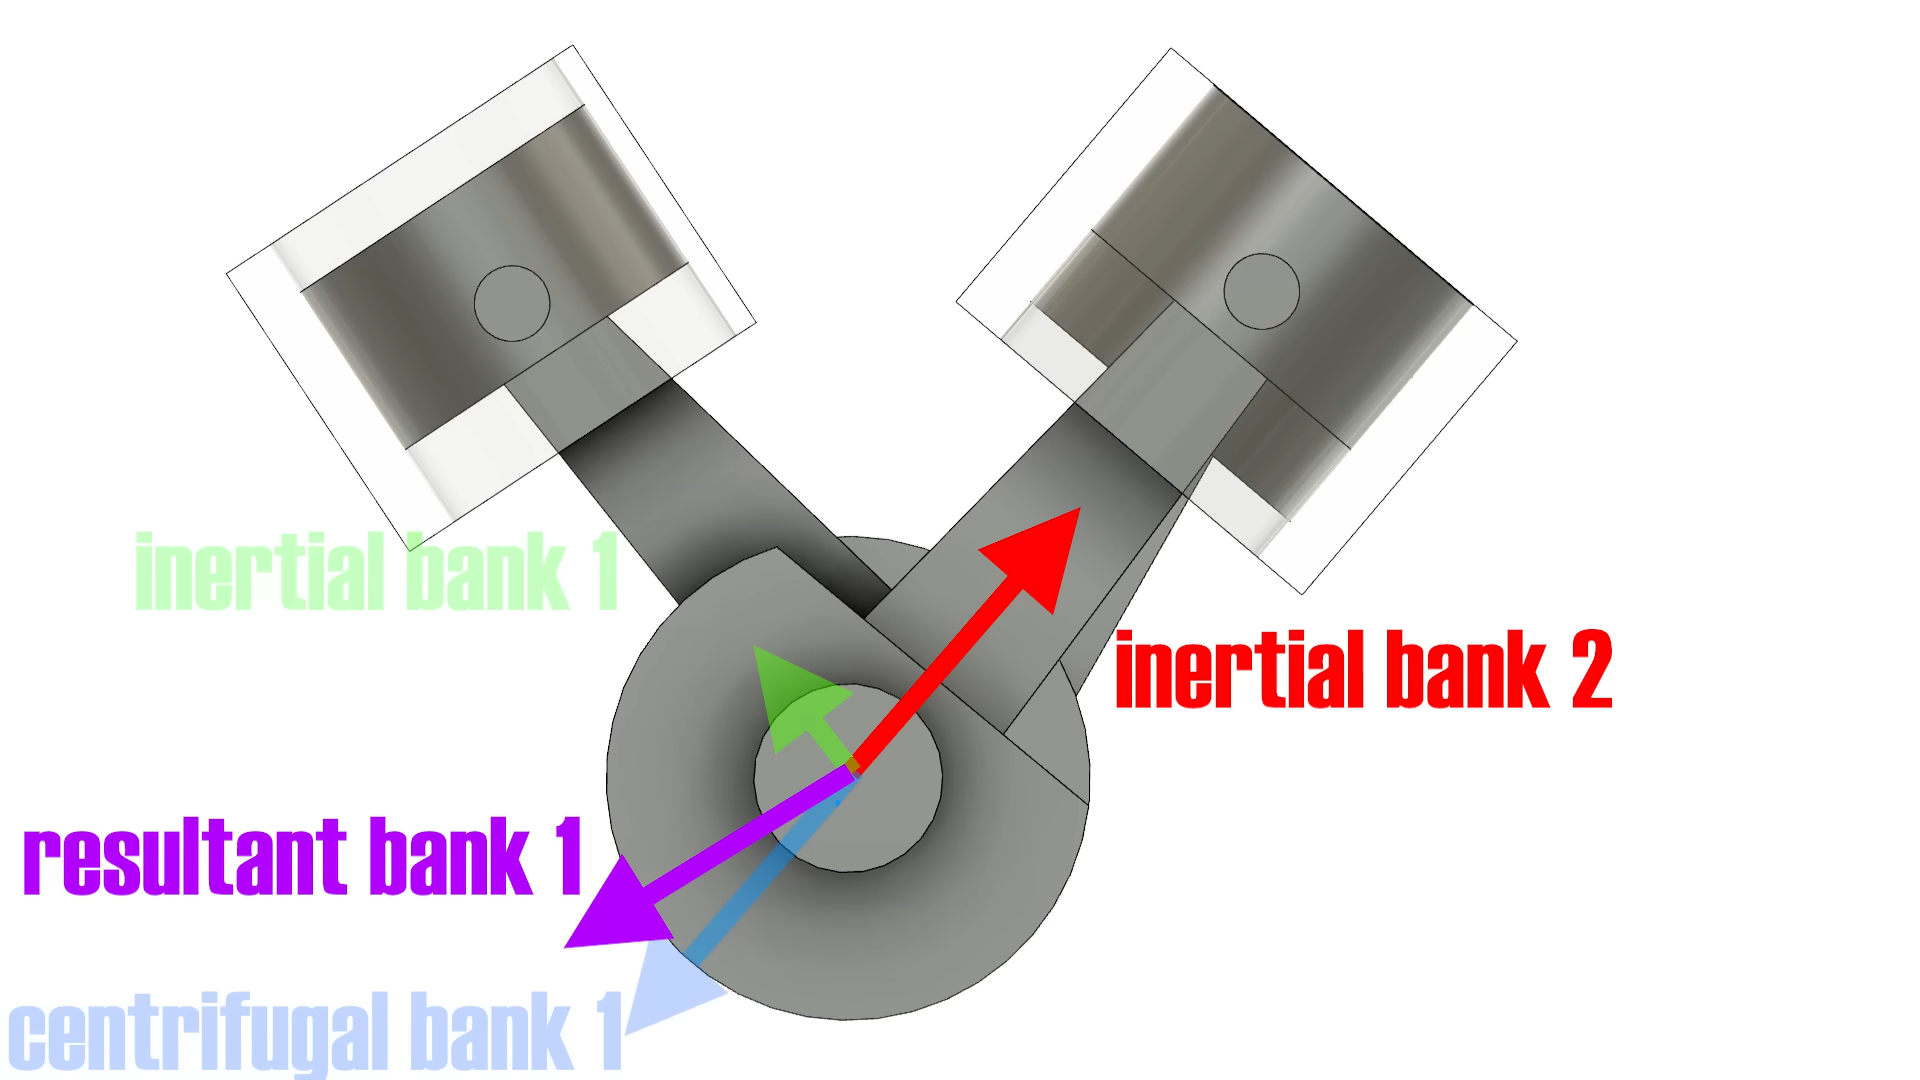 inertial bank 1
inertial bank 2
resultant bank 1
centrifugal bank 1